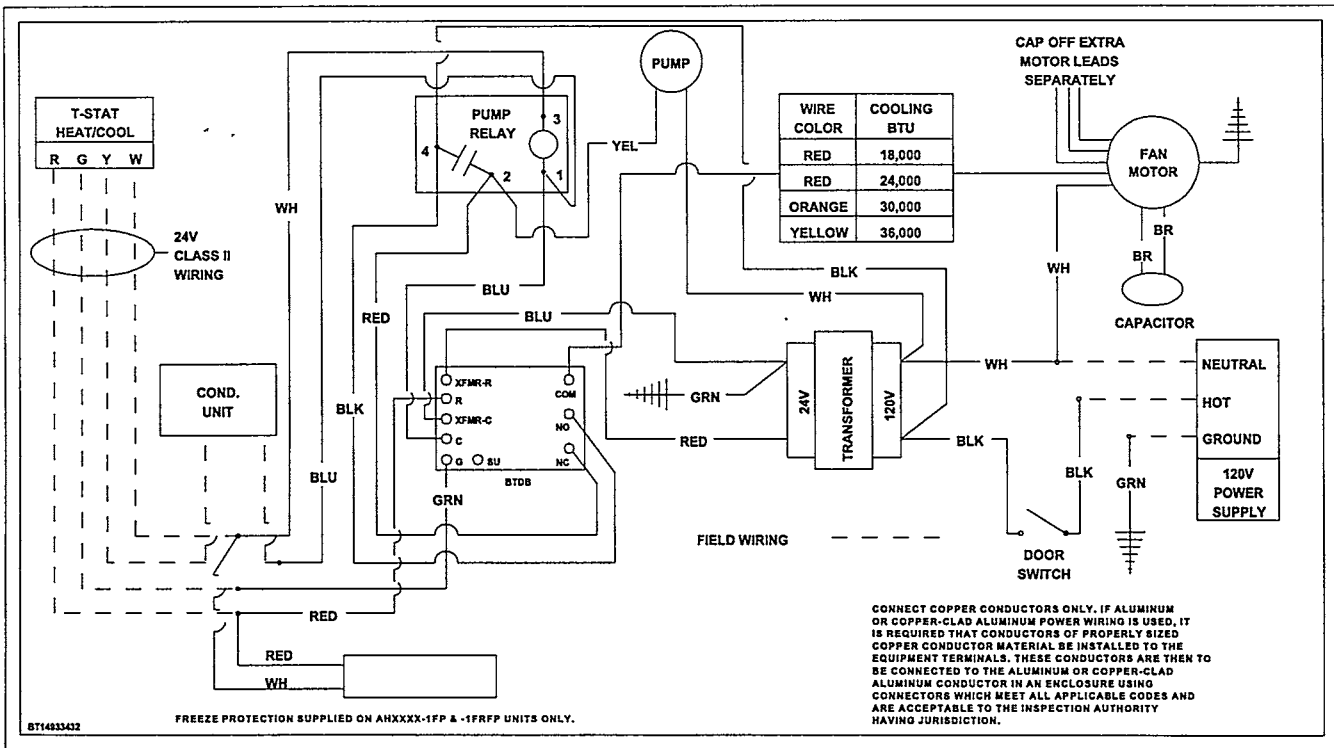 T-STAT
HEAT/COOL
R G Y W
24V
CLASS II
WIRING
COND.
UNIT
WH
BLU
PUMP
RELAY
3
4
2
1
YEL
PUMP
RED
BLK
BLU
BLU
XFMR-R
R
XFMR-C
C
G
SU
COM
NO
NC
BTDB
GRN
RED
RED
WH
WIRE COLOR COOLING BTU
RED 18,000
RED 24,000
ORANGE 30,000
YELLOW 36,000
CAP OFF EXTRA
MOTOR LEADS
SEPARATELY
FAN
MOTOR
BR
BR
CAPACITOR
WH
BLK
WH
GRN
RED
24V
TRANSFORMER
120V
WH
BLK
BLK
GRN
NEUTRAL
HOT
GROUND
120V
POWER
SUPPLY
DOOR
SWITCH
FIELD WIRING
CONNECT COPPER CONDUCTORS ONLY. IF ALUMINUM
OR COPPER-CLAD ALUMINUM POWER WIRING IS USED, IT
IS REQUIRED THAT CONDUCTORS OF PROPERLY SIZED
COPPER CONDUCTOR MATERIAL BE INSTALLED TO THE
EQUIPMENT TERMINALS. THESE CONDUCTORS ARE THEN TO
BE CONNECTED TO THE ALUMINUM OR COPPER-CLAD
ALUMINUM CONDUCTOR IN AN ENCLOSURE USING
CONNECTORS WHICH MEET ALL APPLICABLE CODES AND
ARE ACCEPTABLE TO THE INSPECTION AUTHORITY
HAVING JURISDICTION.
FREEZE PROTECTION SUPPLIED ON AHXXXX-1FP & -1FRFP UNITS ONLY.
BT14933432